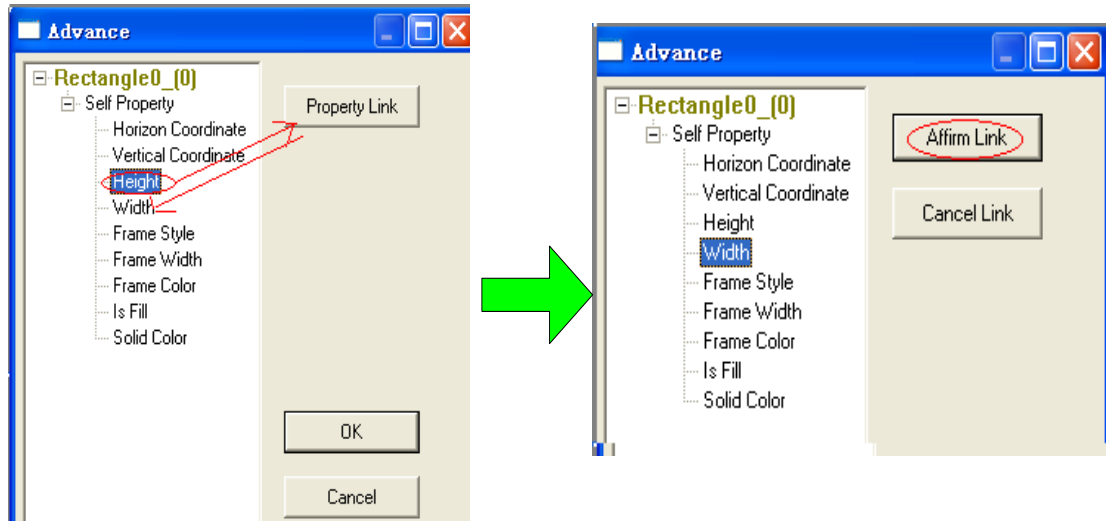 Advance
Rectangle0_(0)
Self Property
Horizon Coordinate
Vertical Coordinate
Height
Width
Frame Style
Frame Width
Frame Color
Is Fill
Solid Color
Property Link
OK
Cancel
Advance
Rectangle0_(0)
Self Property
Horizon Coordinate
Vertical Coordinate
Height
Width
Frame Style
Frame Width
Frame Color
Is Fill
Solid Color
Affirm Link
Cancel Link